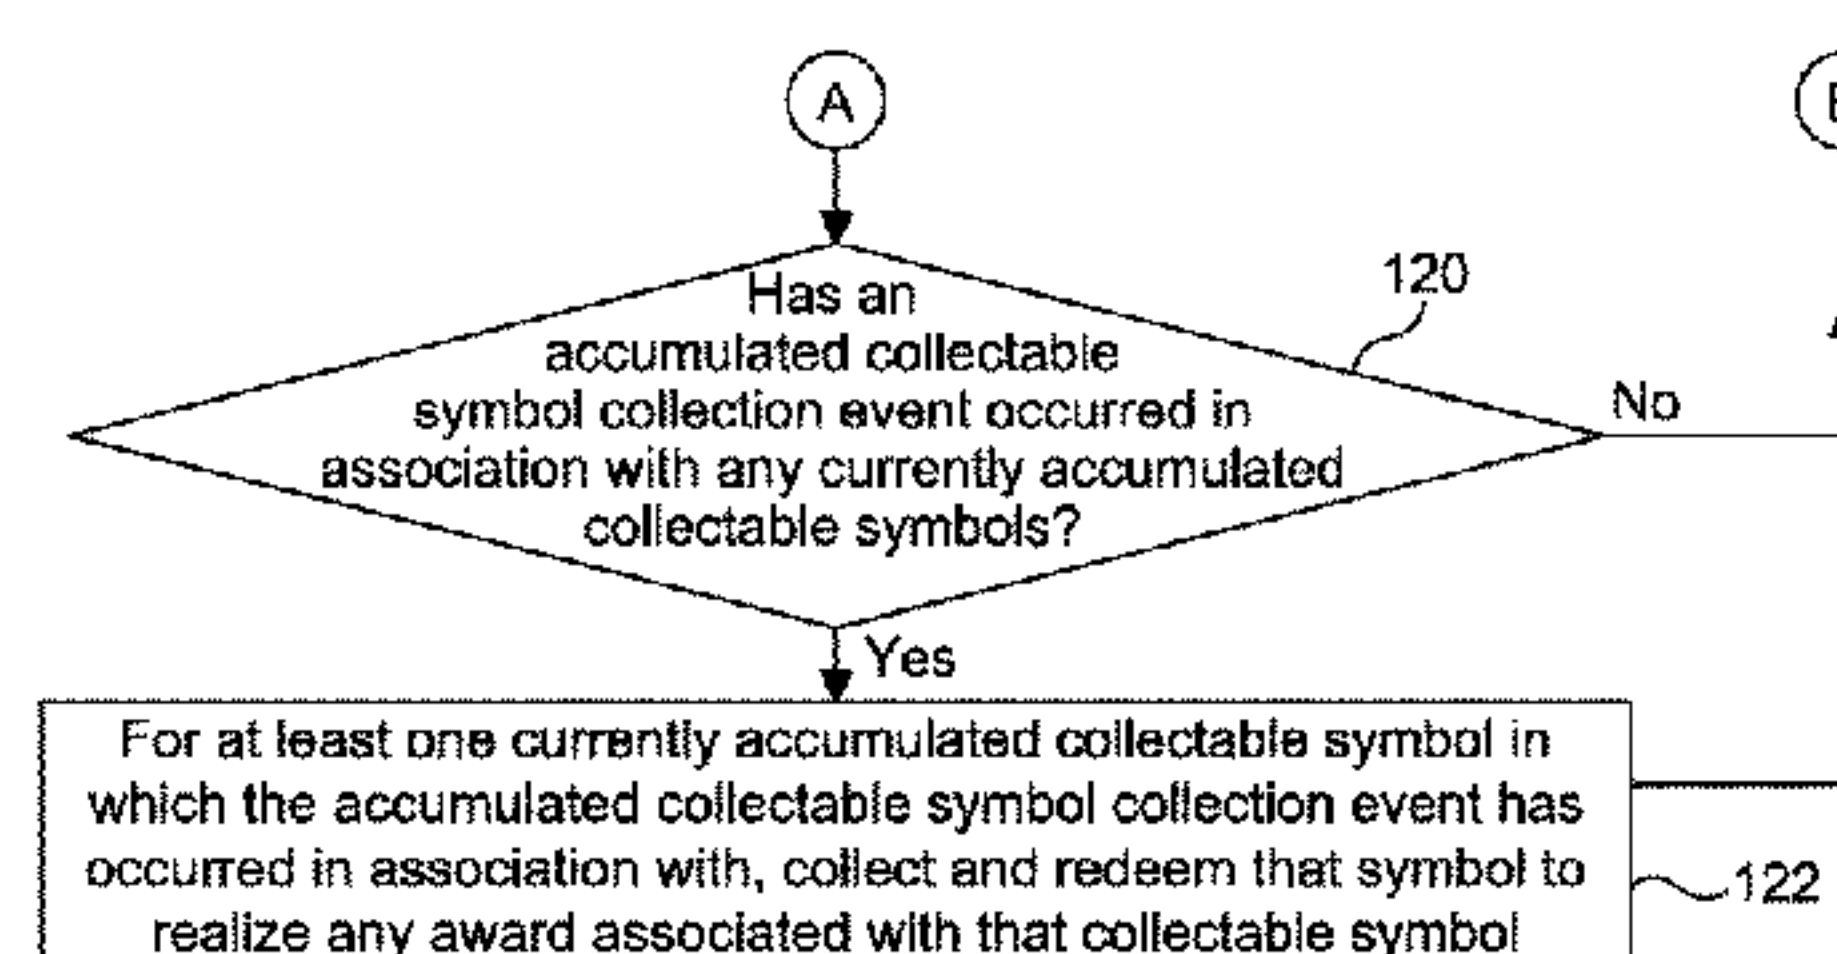 A
Has an
accumulated collectable
symbol collection event occurred in
association with any currently accumulated
collectable symbols?
120
No
Yes
For at least one currently accumulated collectable symbol in
which the accumulated collectable symbol collection event has
occurred in association with, collect and redeem that symbol to
realize any award associated with that collectable symbol
122